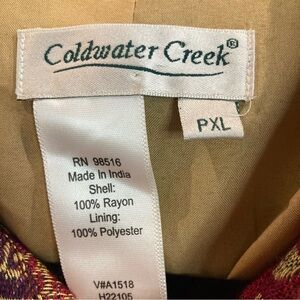 Coldwater Creek®
PXL
RN 98516
Made In India
Shell:
100% Rayon
Lining:
100% Polyester
V#A1518
H22105